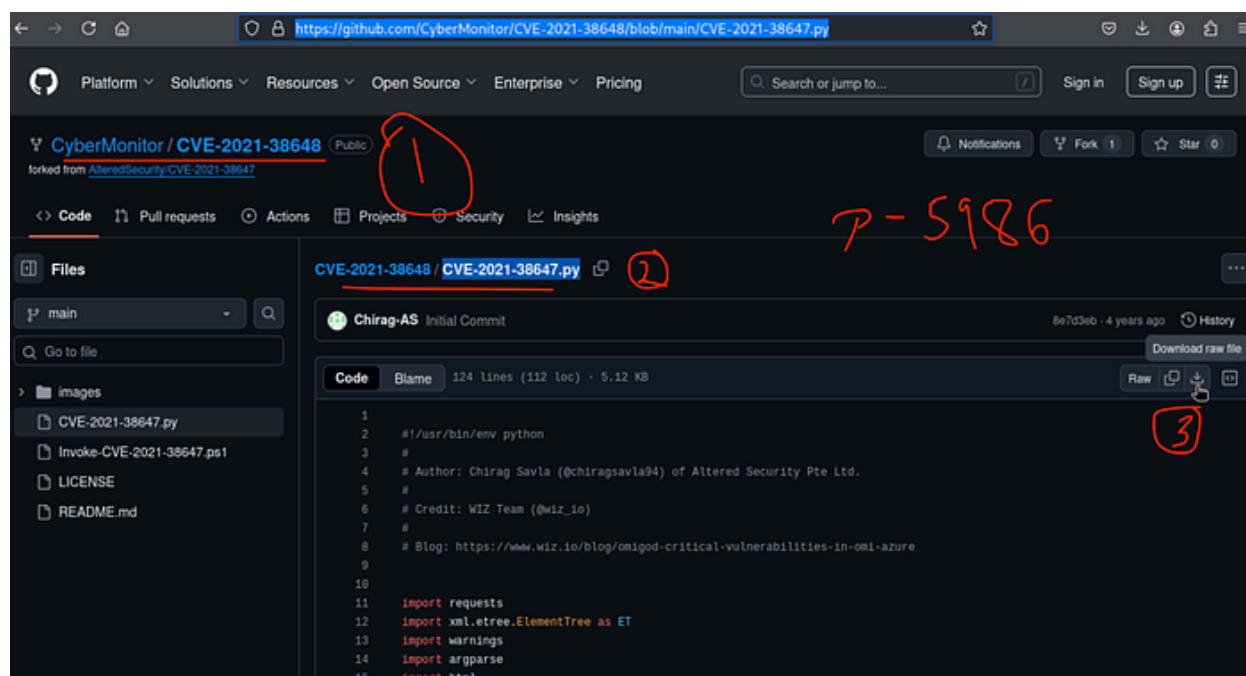 https://github.com/CyberMonitor/CVE-2021-38648/blob/main/CVE-2021-38647.py
Platform Solutions Resources Open Source Enterprise Pricing Search or jump to... / Sign in Sign up
CyberMonitor / CVE-2021-38648 Public Notifications Fork 1 Star 0
forked from AlteredSecurity/CVE-2021-38647
1
Code Pull requests Actions Projects Security Insights
P - 5986
Files
CVE-2021-38648 / CVE-2021-38647.py 2
main
Chirag-AS Initial Commit 8e7d3eb · 4 years ago History
Go to file
Download raw file
Code Blame 124 lines (112 loc) · 5.12 KB Raw
3
images
CVE-2021-38647.py
Invoke-CVE-2021-38647.ps1
LICENSE
README.md
1
2 #!/usr/bin/env python
3 #
4 # Author: Chirag Savla (@chiragsavla94) of Altered Security Pte Ltd.
5 #
6 # Credit: WIZ Team (@wiz_io)
7 #
8 # Blog: https://www.wiz.io/blog/omigod-critical-vulnerabilities-in-omi-azure
9
10
11 import requests
12 import xml.etree.ElementTree as ET
13 import warnings
14 import argparse
15 import html